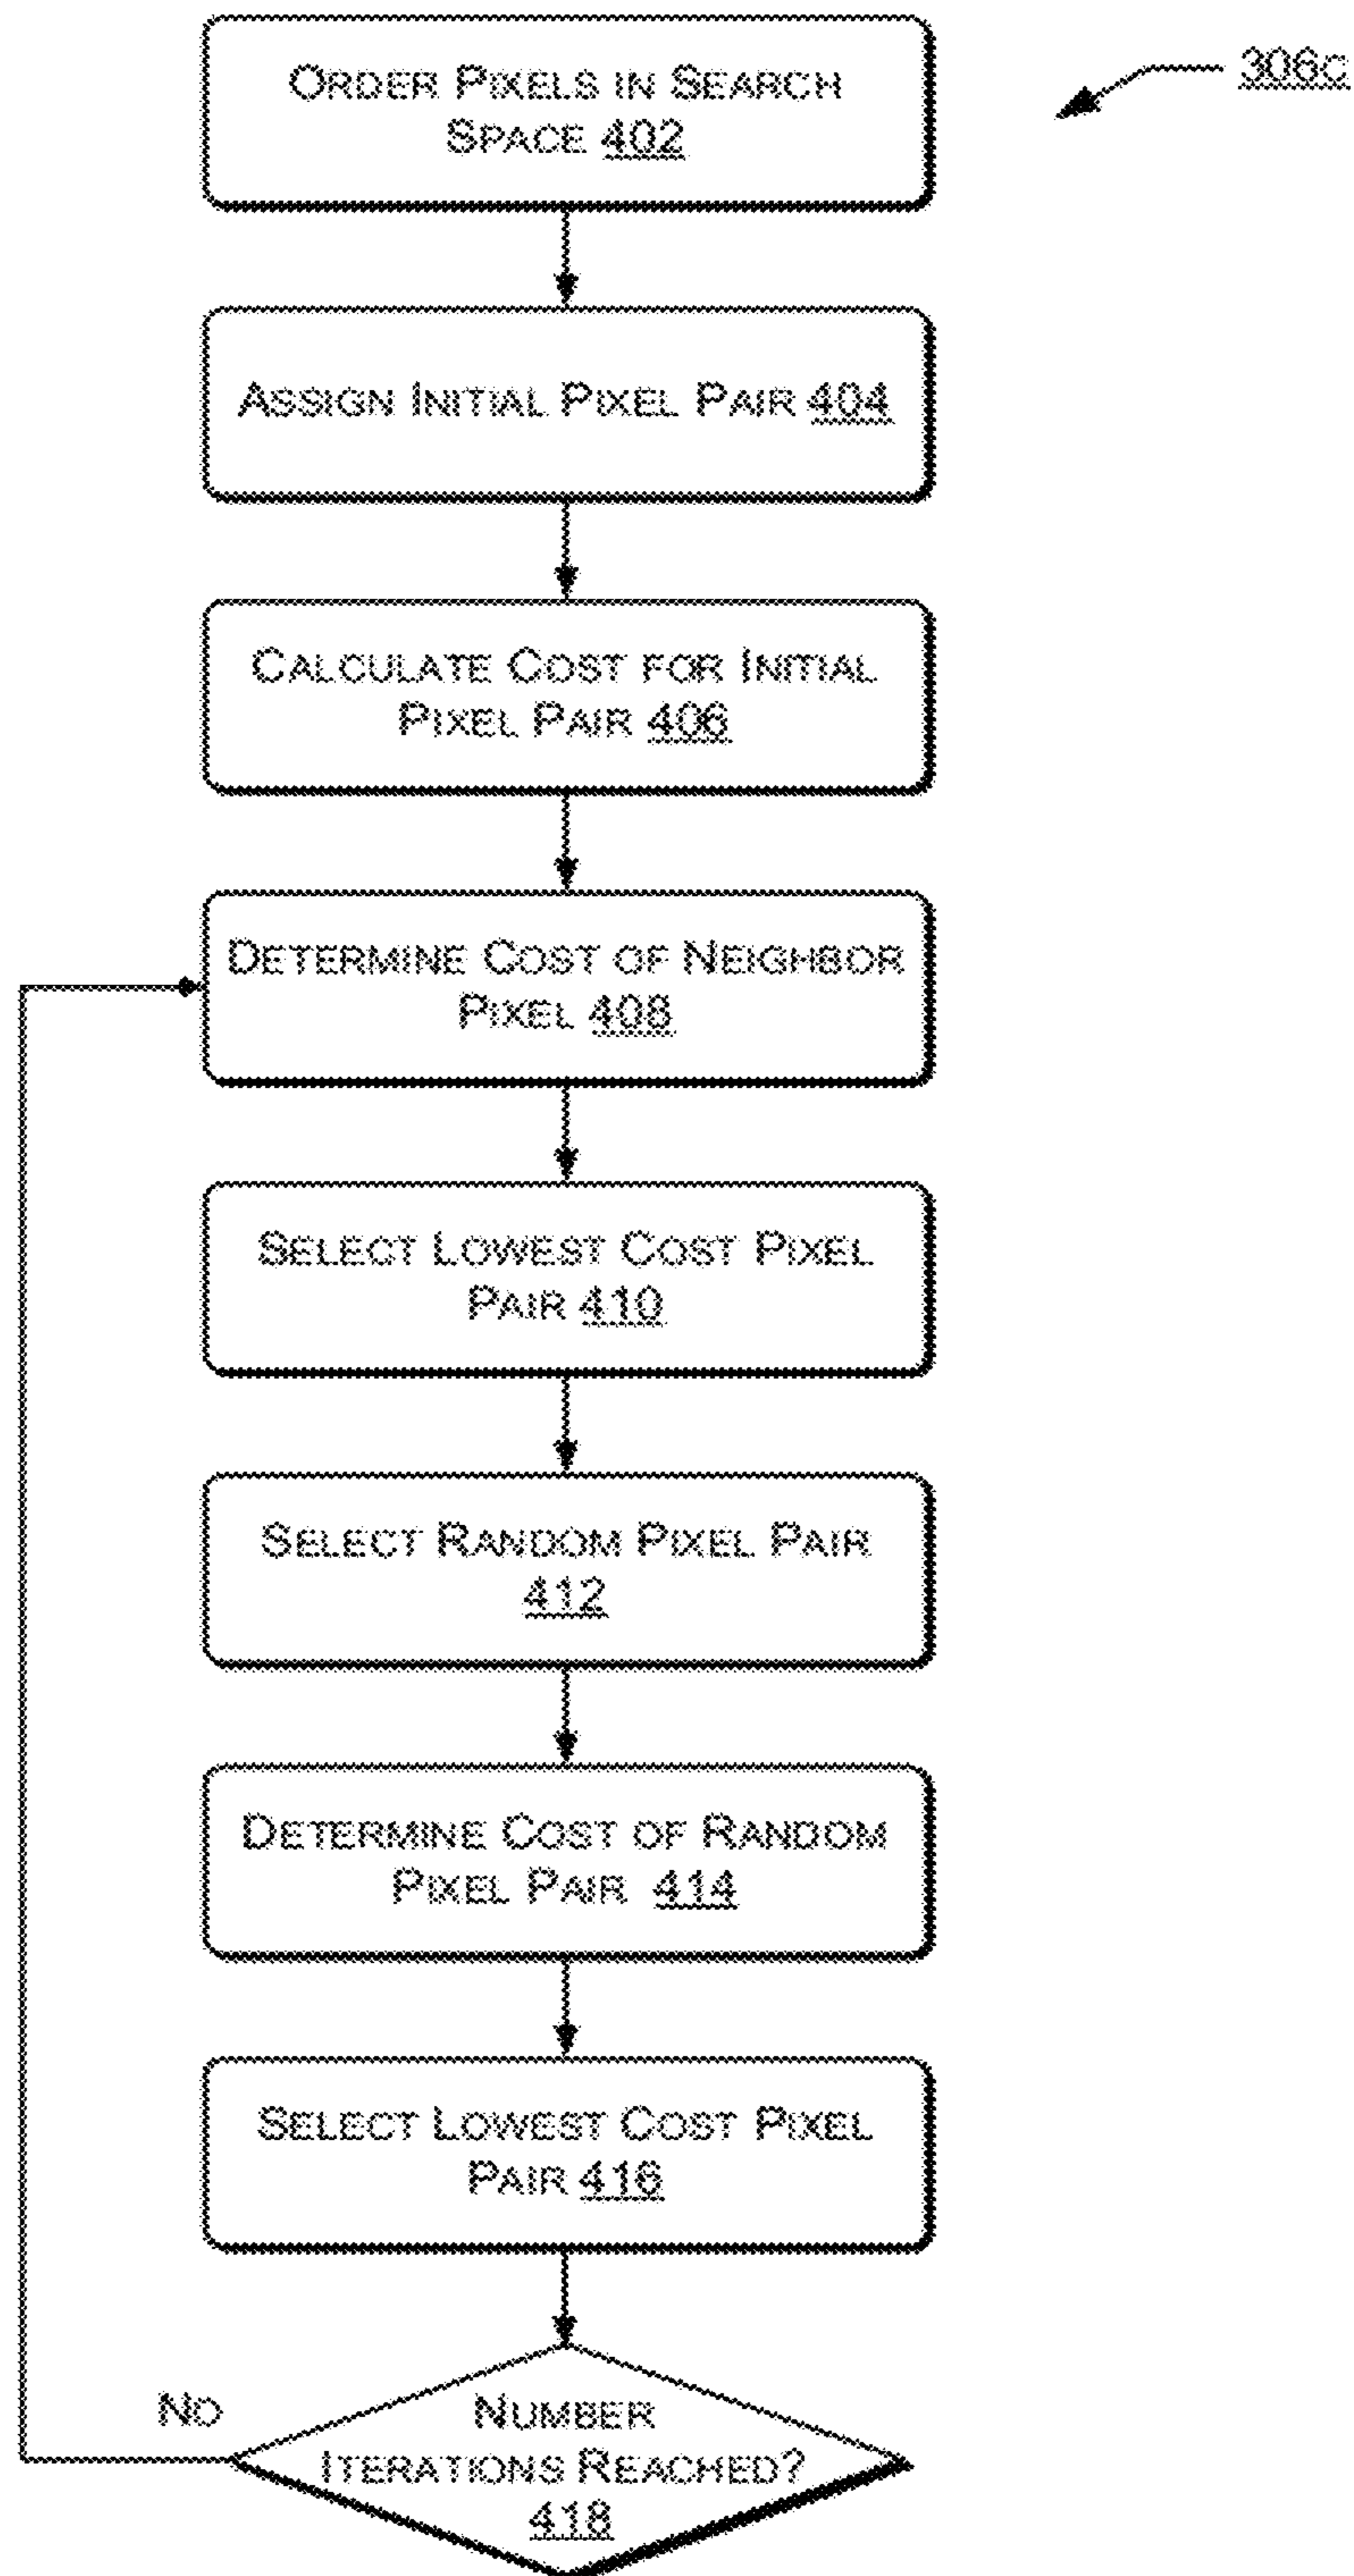 ORDER PIXELS IN SEARCH
SPACE 402
306c
ASSIGN INITIAL PIXEL PAIR 404
CALCULATE COST FOR INITIAL
PIXEL PAIR 406
DETERMINE COST OF NEIGHBOR
PIXEL 408
SELECT LOWEST COST PIXEL
PAIR 410
SELECT RANDOM PIXEL PAIR
412
DETERMINE COST OF RANDOM
PIXEL PAIR 414
SELECT LOWEST COST PIXEL
PAIR 416
NO
NUMBER
ITERATIONS REACHED?
418